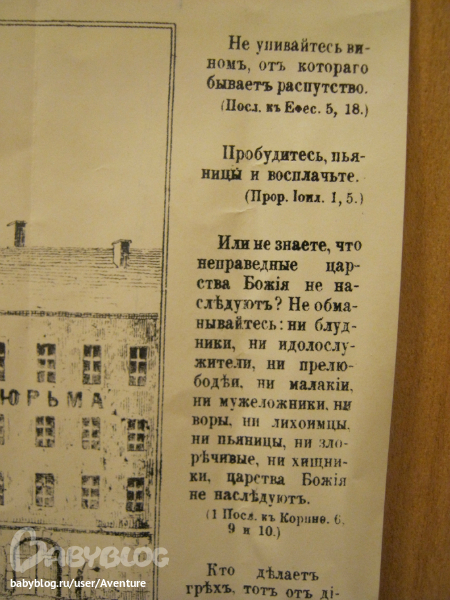 Не упивайтесь ви-
номъ, отъ котораго
бываетъ распутство.
(Посл. къ Ефес. 5, 18.)
Пробудитесь, пья-
ницы и восплачьте.
(Прор. Іоил. 1, 5.)
Или не знаете, что
неправедные цар-
ства Божія не на-
слѣдуютъ? Не обма-
нывайтесь: ни блуд-
ники, ни идолослу-
жители, ни прелю-
бодѣи, ни малакіи,
ни мужеложники, ни
воры, ни лихоимцы,
ни пьяницы, ни зло-
рѣчивые, ни хищни-
ки, царства Божія
не наслѣдуютъ.
(1 Посл. къ Коринѳ. 6,
9 и 10.)
Кто дѣлаетъ
грѣхъ, тотъ отъ ді-
ЮРЬМА
BABYBLOG
babyblog.ru/user/Aventure